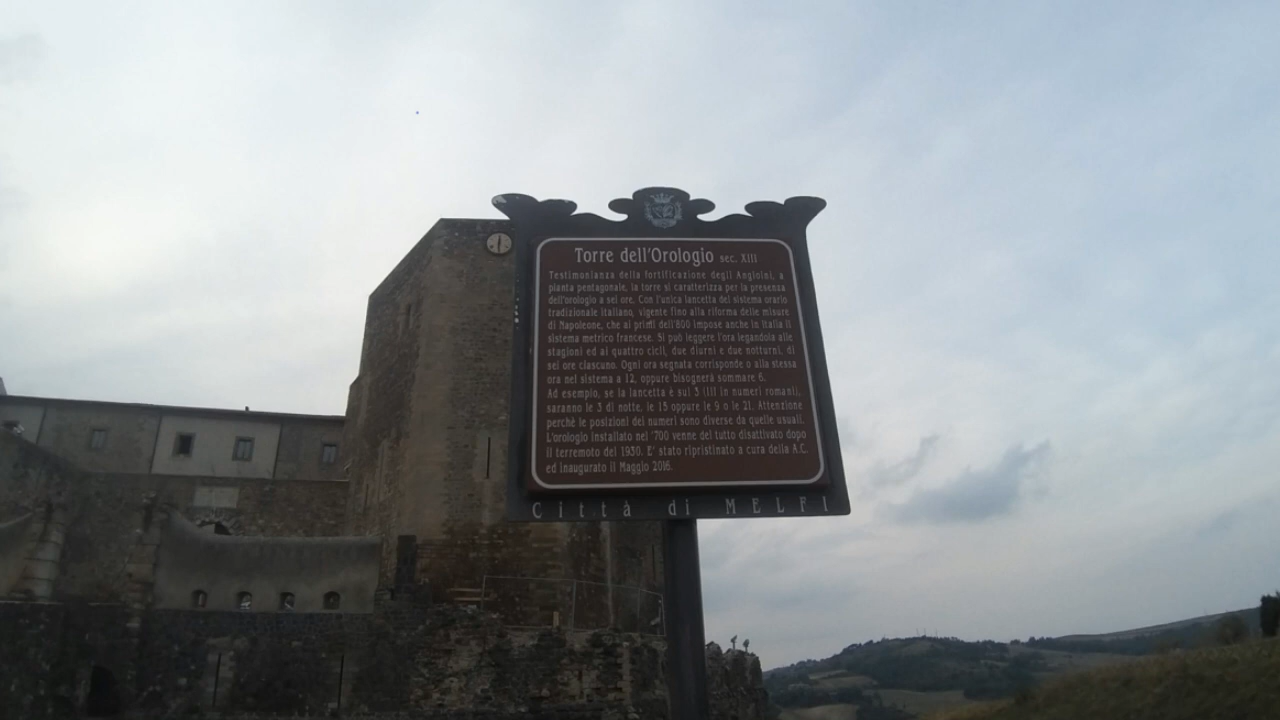 Torre dell'Orologio sec. XIII
Testimonianza della fortificazione degli Angioini, a
pianta pentagonale, la torre si caratterizza per la presenza
dell'orologio a sei ore. Con l'unica lancetta del sistema orario
tradizionale italiano, vigente fino alla riforma delle misure
di Napoleone, che ai primi dell'800 impose anche in Italia il
sistema metrico francese. Si può leggere l'ora legandola alle
stagioni ed ai quattro cicli, due diurni e due notturni, di
sei ore ciascuno. Ogni ora segnata corrisponde o alla stessa
ora nel sistema a 12, oppure bisognerà sommare 6.
Ad esempio, se la lancetta è sul 3 (III in numeri romani),
saranno le 3 di notte, le 15 oppure le 9 o le 21. Attenzione
perchè le posizioni dei numeri sono diverse da quelle usuali.
L'orologio installato nel '700 venne del tutto disattivato dopo
il terremoto del 1930. E' stato ripristinato a cura della A.C.
ed inaugurato il Maggio 2016.
Città di MELFI